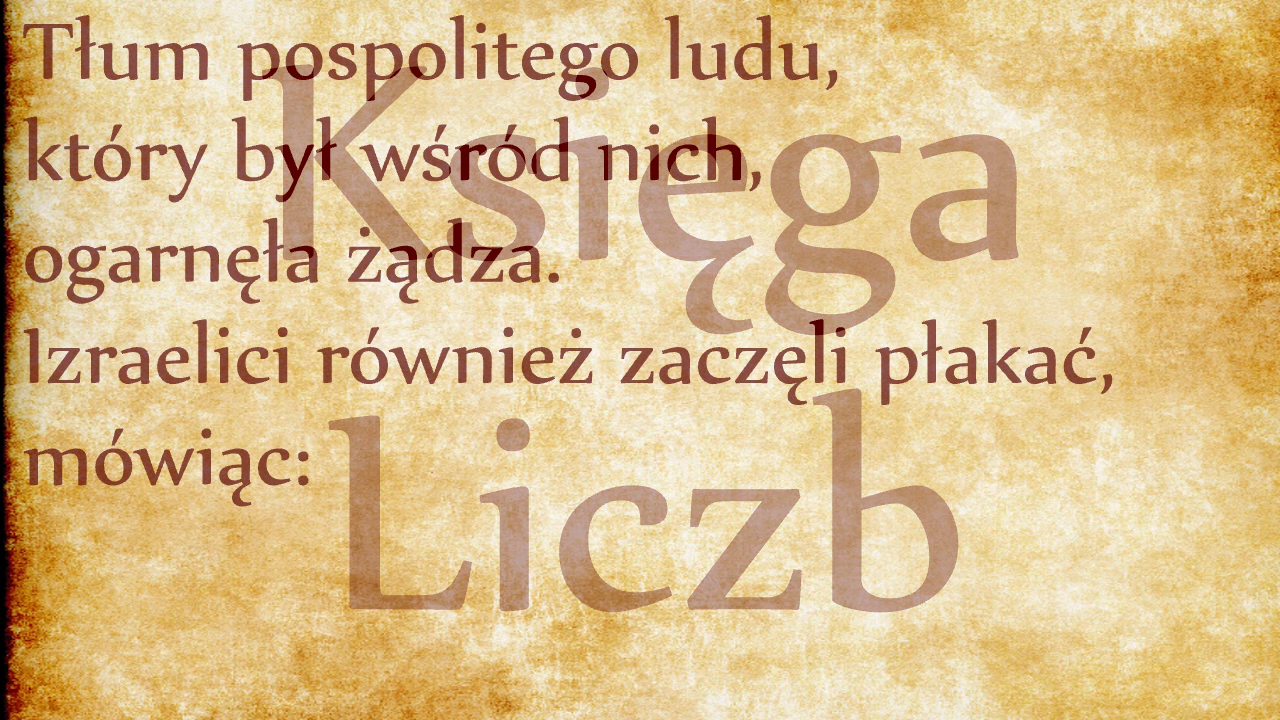 Tłum pospolitego ludu,
który był wśród nich,
ogarnęła żądza.
Izraelici również zaczęli płakać,
mówiąc:
Księga
Liczb